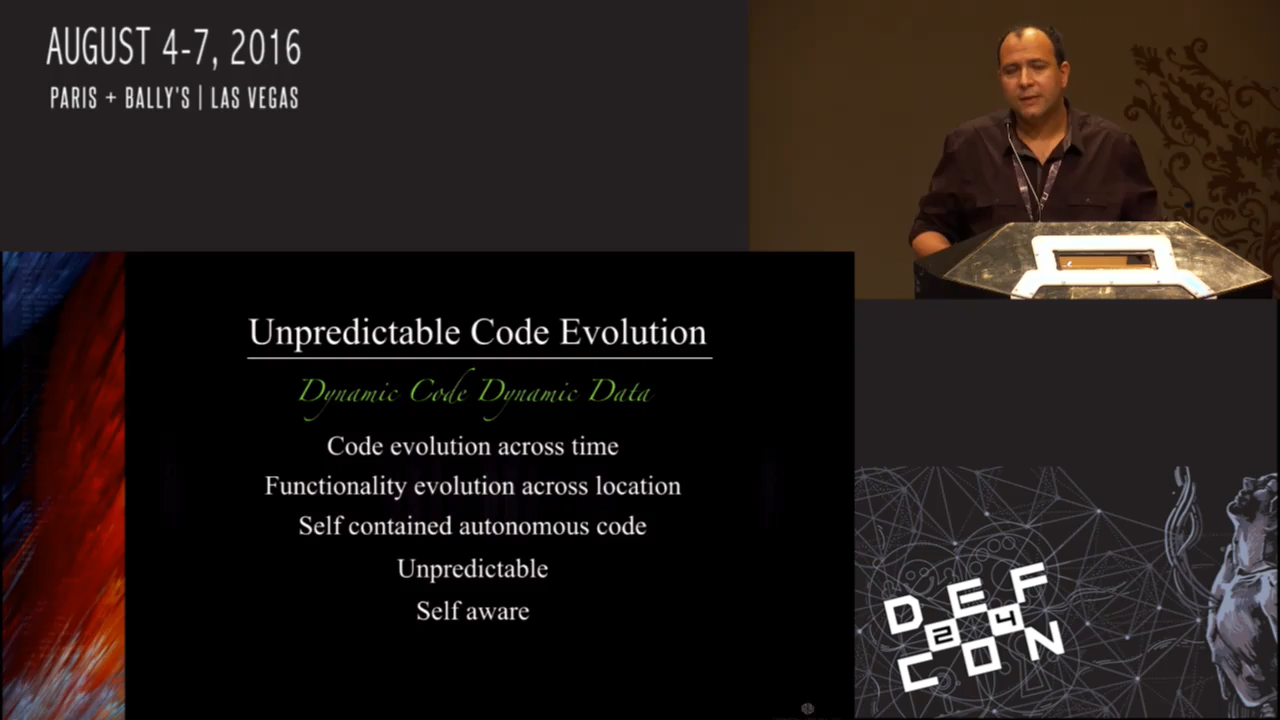 AUGUST 4-7, 2016
PARIS + BALLY'S | LAS VEGAS
Unpredictable Code Evolution
Dynamic Code Dynamic Data
Code evolution across time
Functionality evolution across location
Self contained autonomous code
Unpredictable
Self aware
DEF
24
CON